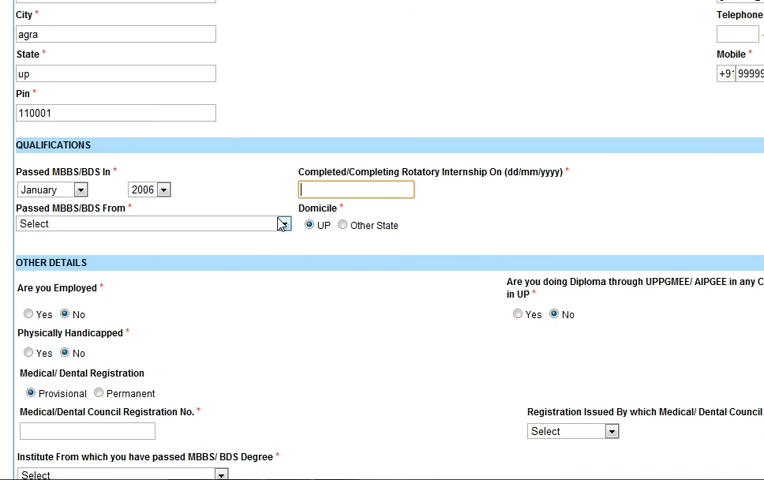 City *
Telephone
agra
State *
Mobile *
up
+91 9999
Pin *
110001
QUALIFICATIONS
Passed MBBS/BDS In *
Completed/Completing Rotatory Internship On (dd/mm/yyyy) *
January
2006
Passed MBBS/BDS From *
Domicile *
Select
UP
Other State
OTHER DETAILS
Are you Employed *
Are you doing Diploma through UPPGMEE/ AIPGEE in any
in UP *
Yes
No
Yes
No
Physically Handicapped *
Yes
No
Medical/ Dental Registration
Provisional
Permanent
Medical/Dental Council Registration No. *
Registration Issued By which Medical/ Dental Council
Select
Institute From which you have passed MBBS/ BDS Degree *
Select